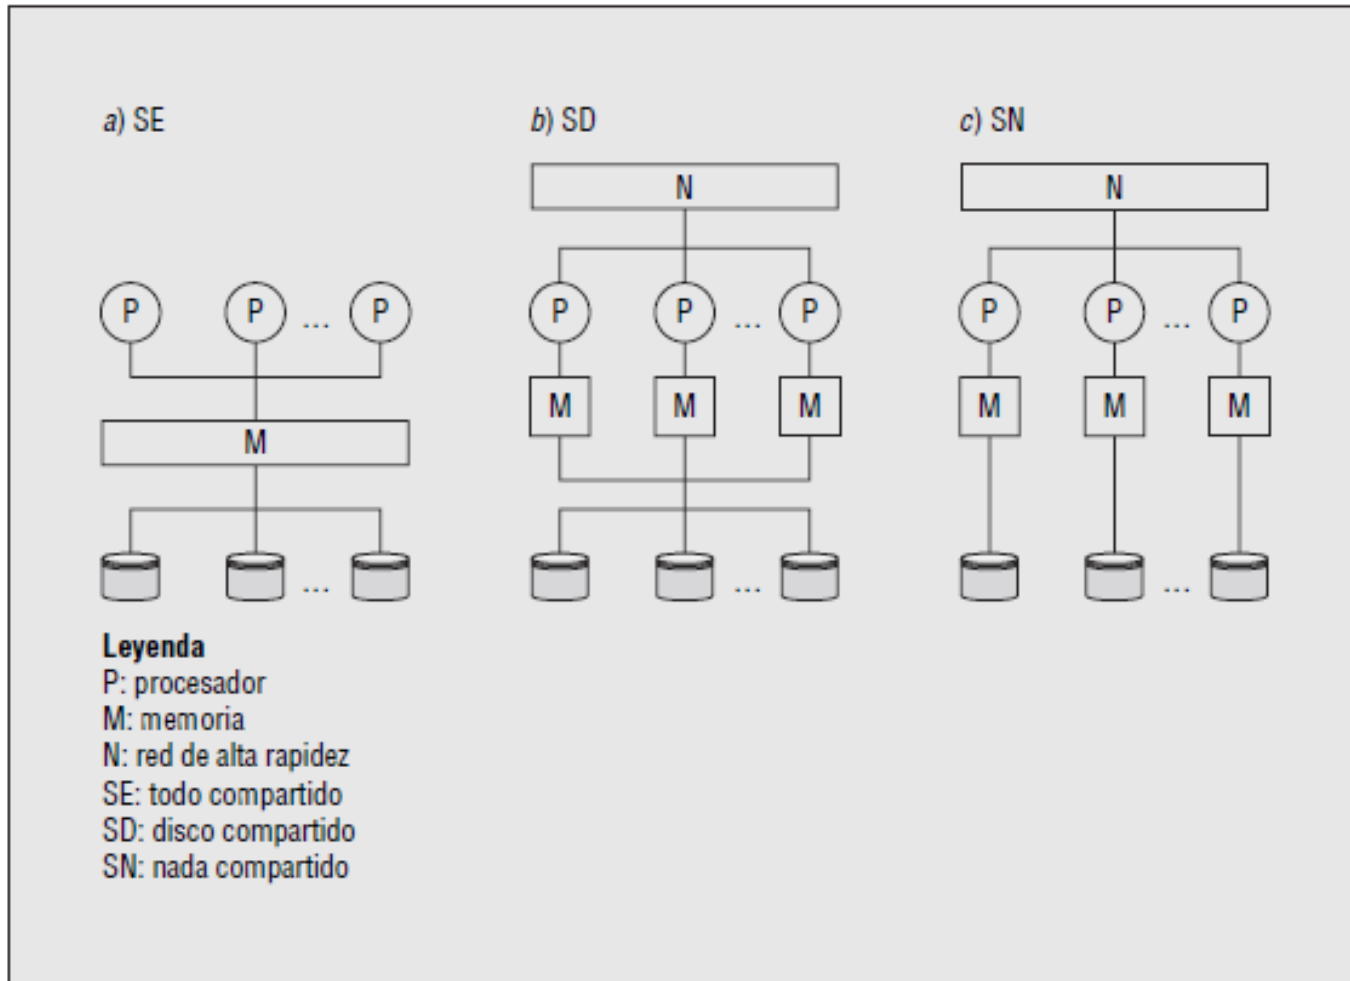 a) SE
P P ... P
M
...
b) SD
N
P P ... P
M M M
...
c) SN
N
P P ... P
M M M
...
Leyenda
P: procesador
M: memoria
N: red de alta rapidez
SE: todo compartido
SD: disco compartido
SN: nada compartido